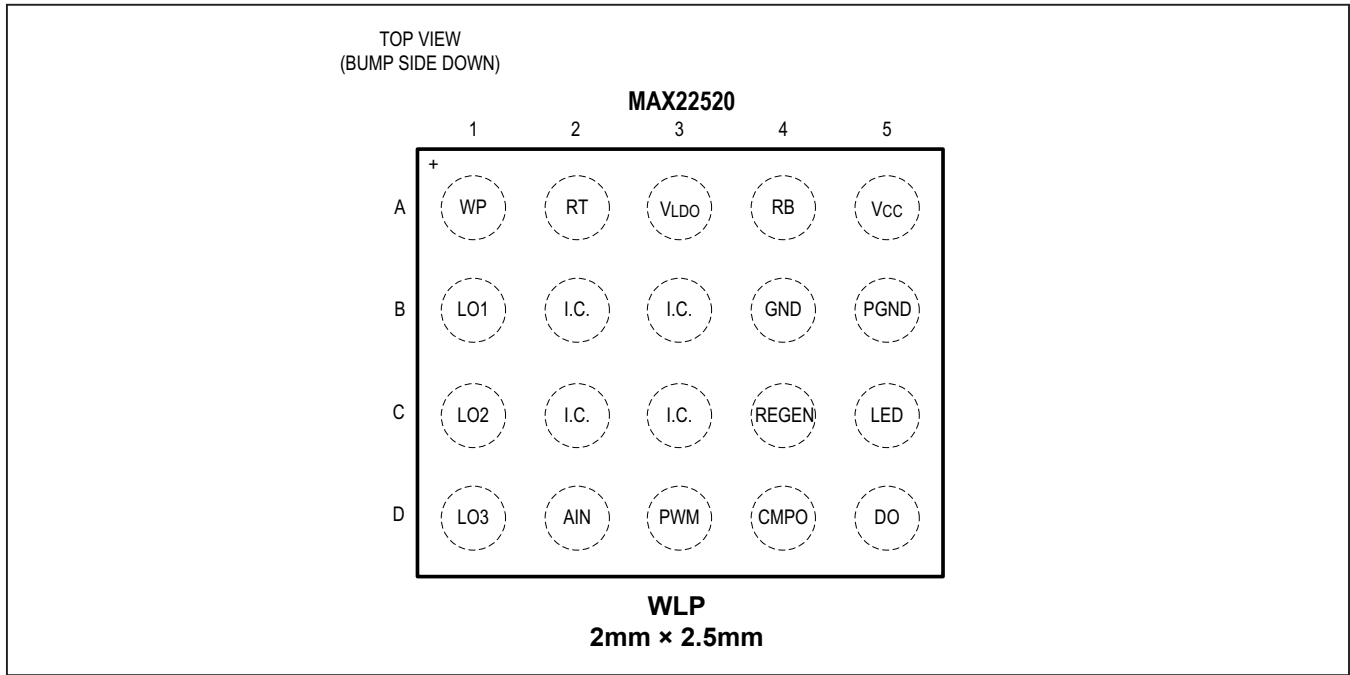 TOP VIEW
(BUMP SIDE DOWN)
MAX22520
1 2 3 4 5
+
A WP RT VLDO RB VCC
B LO1 I.C. I.C. GND PGND
C LO2 I.C. I.C. REGEN LED
D LO3 AIN PWM CMPO DO
WLP
2mm × 2.5mm